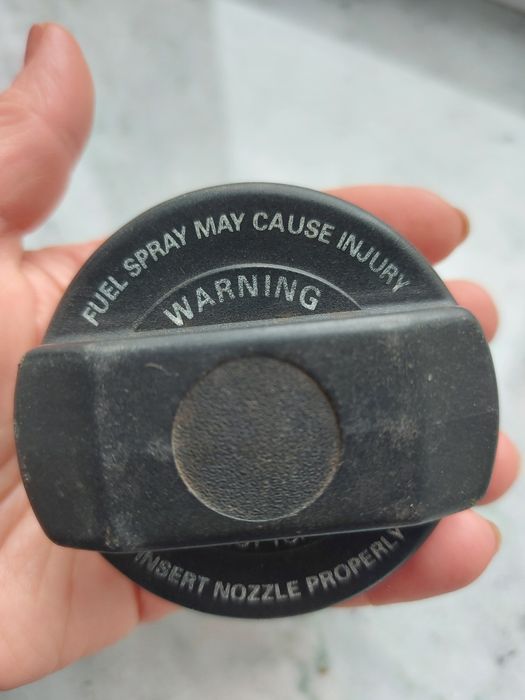 FUEL SPRAY MAY CAUSE INJURY
WARNING
INSERT NOZZLE PROPERLY